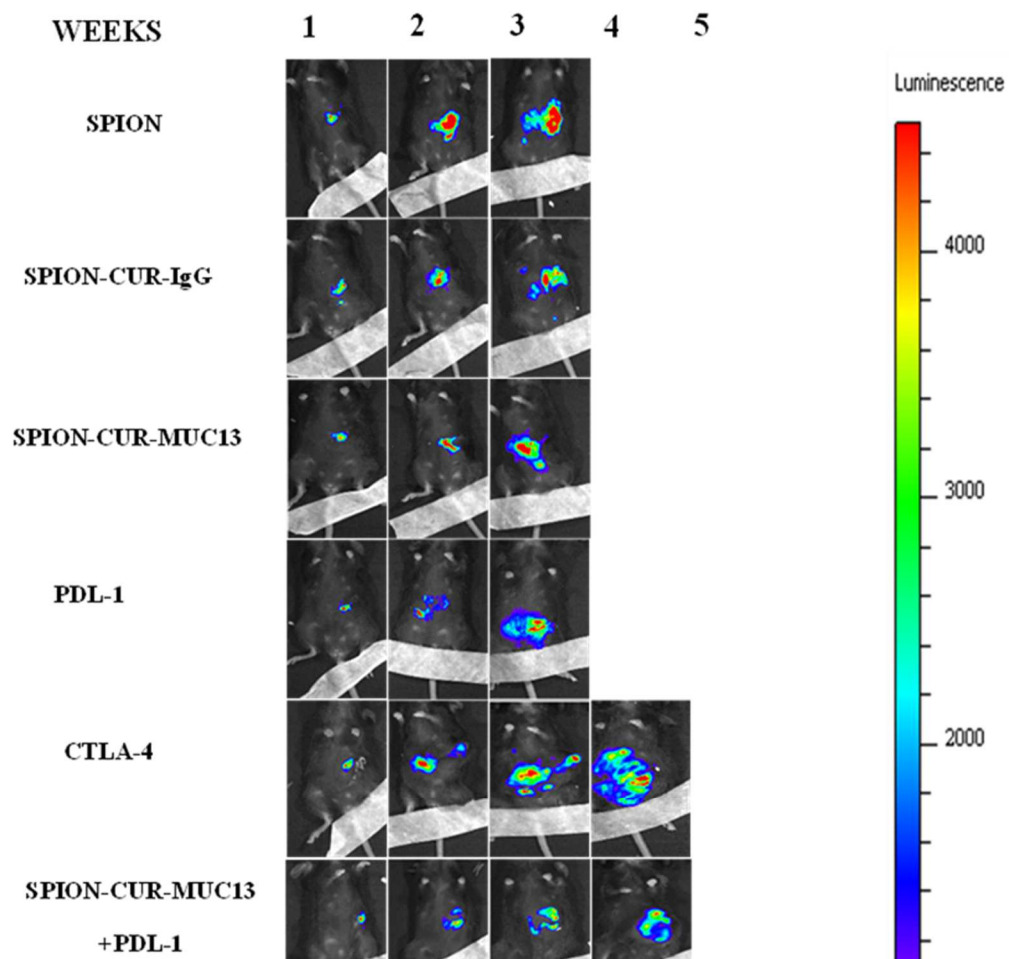 WEEKS 1 2 3 4 5
Luminescence
SPION
4000
SPION-CUR-IgG
SPION-CUR-MUC13
3000
PDL-1
CTLA-4
2000
SPION-CUR-MUC13
+PDL-1